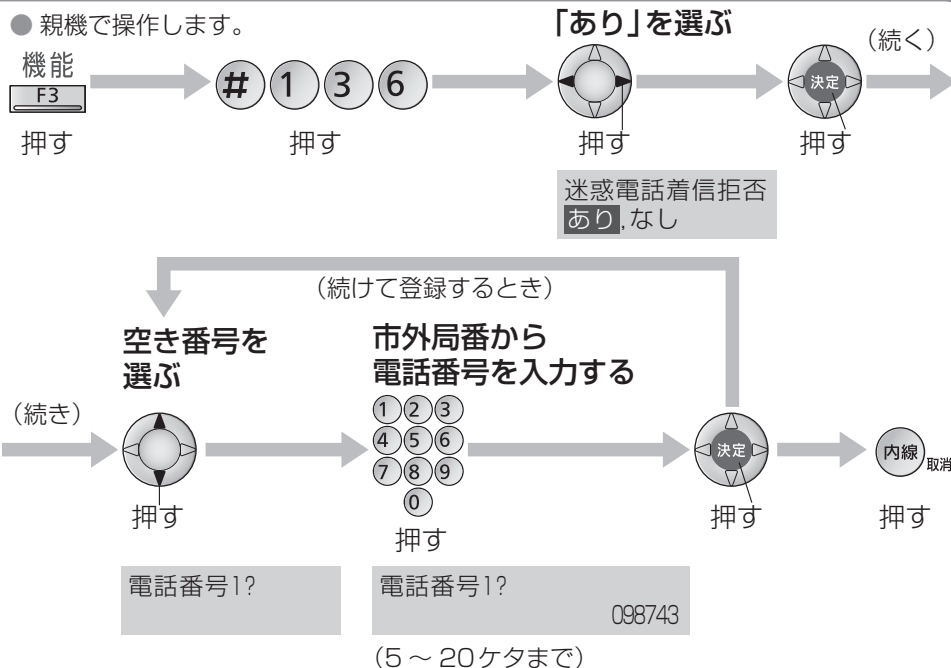 ● 親機で操作します。
機能
F3
押す
# 1 3 6
押す
「あり」を選ぶ
押す
迷惑電話着信拒否
あり,なし
決定
押す
(続く)
(続けて登録するとき)
(続き)
空き番号を
選ぶ
押す
電話番号1?
市外局番から
電話番号を入力する
1 2 3
4 5 6
7 8 9
0
押す
電話番号1?
098743
(5 ~ 20ケタまで)
決定
押す
内線
取消
押す